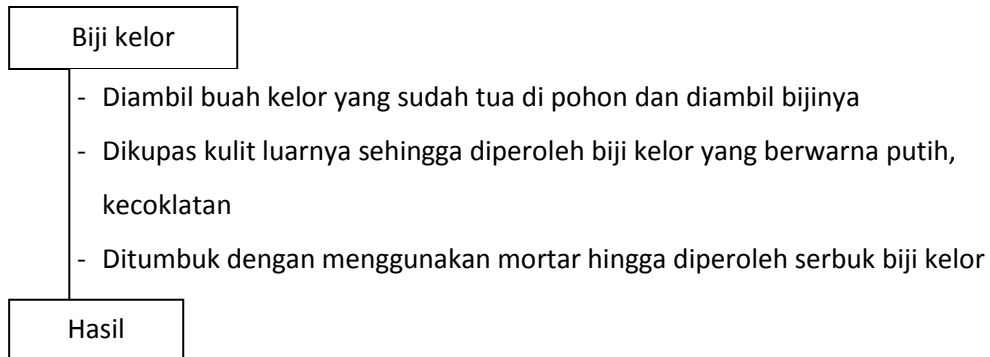 Biji kelor
- Diambil buah kelor yang sudah tua di pohon dan diambil bijinya
- Dikupas kulit luarnya sehingga diperoleh biji kelor yang berwarna putih,
kecoklatan
- Ditumbuk dengan menggunakan mortar hingga diperoleh serbuk biji kelor
Hasil